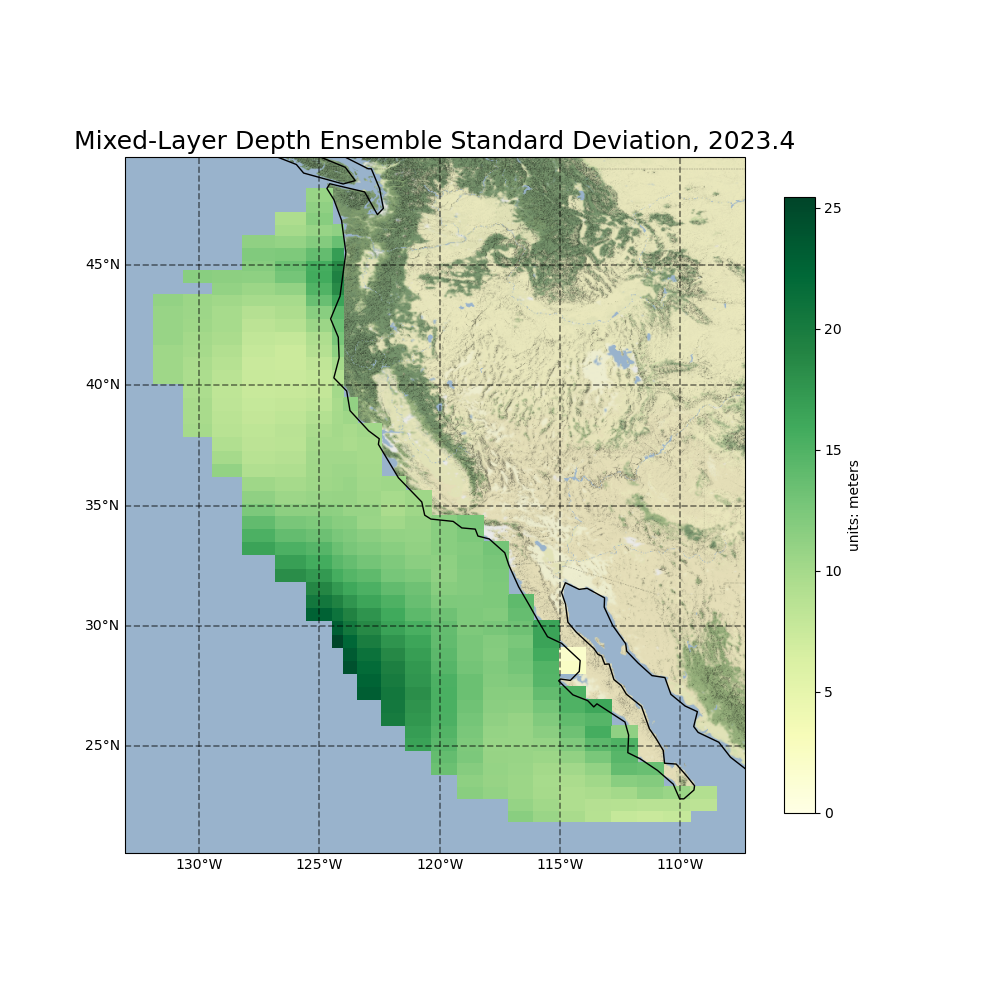 Mixed-Layer Depth Ensemble Standard Deviation, 2023.4
45°N
40°N
35°N
30°N
25°N
130°W
125°W
120°W
115°W
110°W
25
20
15
10
5
0
units: meters